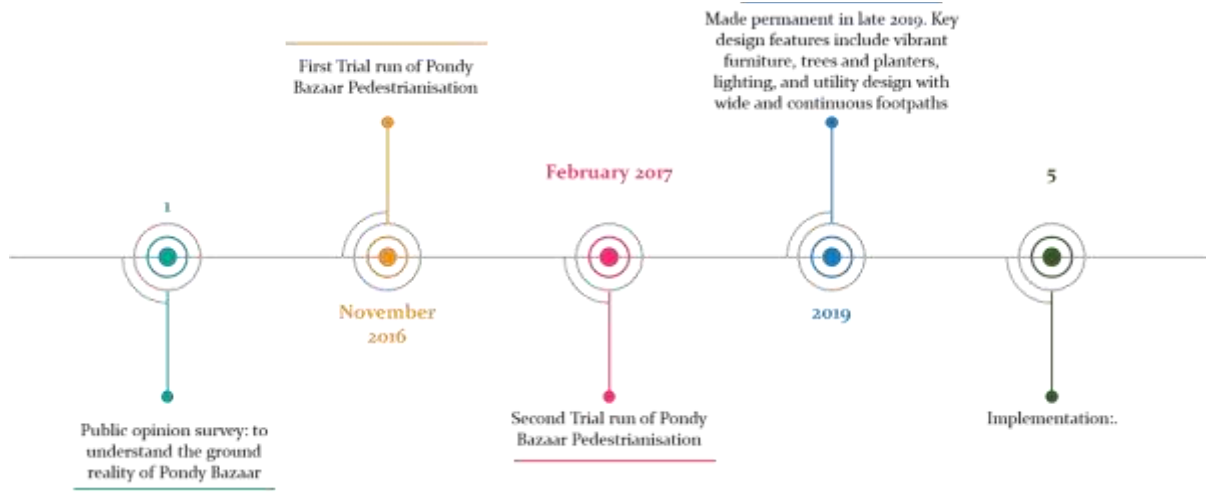 1
Public opinion survey: to
understand the ground
reality of Pondy Bazaar
First Trial run of Pondy
Bazaar Pedestrianisation
November
2016
February 2017
Second Trial run of Pondy
Bazaar Pedestrianisation
Made permanent in late 2019. Key
design features include vibrant
furniture, trees and planters,
lighting, and utility design with
wide and continuous footpaths
2019
5
Implementation:.